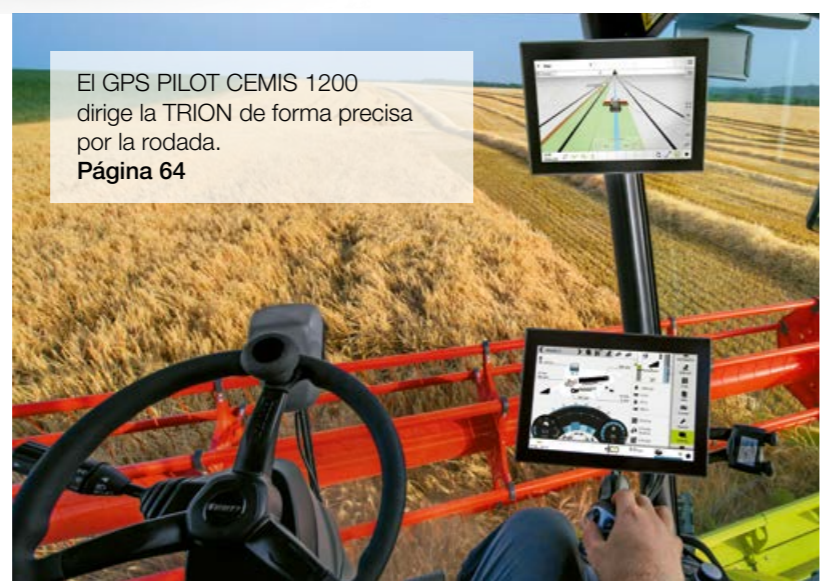 El GPS PILOT CEMIS 1200
dirige la TRION de forma precisa
por la rodada.
Página 64